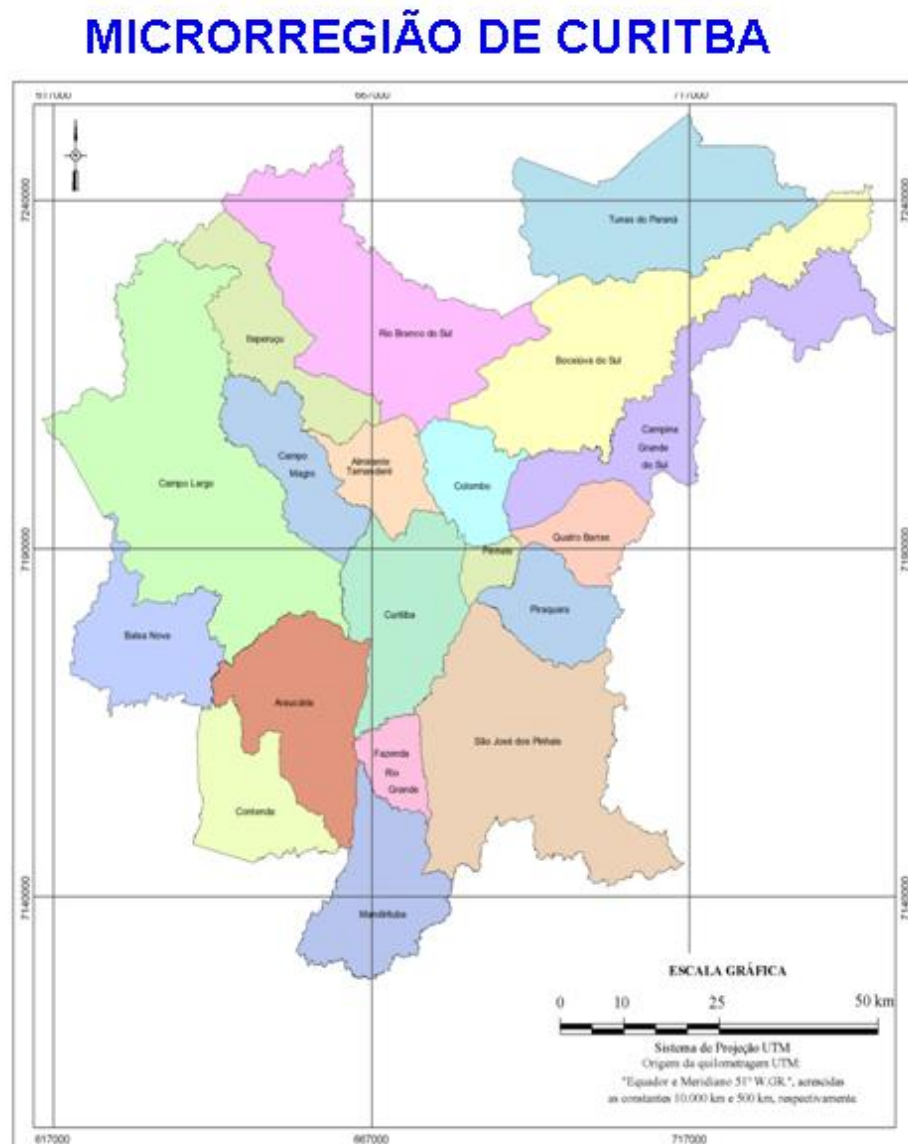 MICRORREGIÃO DE CURITBA
617000 667000 717000
7240000 7240000
Tunas do Paraná
Rio Branco do Sul
Itaperuçu
Bocaiúva do Sul
Campina
Grande
do Sul
Campo
Magro
Almirante
Tamandaré
Campo Largo
Colombo
Quatro Barras
7190000 7190000
Pinhais
Piraquara
Curitiba
Balsa Nova
Araucária
São José dos Pinhais
Fazenda
Rio
Grande
Contenda
7140000 7140000
Mandirituba
ESCALA GRÁFICA
0 10 25 50 km
Sistema de Projeção UTM
Origem da quilometragem UTM:
"Equador e Meridiano 51° W.GR.", acrescidas
as constantes 10.000 km e 500 km, respectivamente.
617000 667000 717000